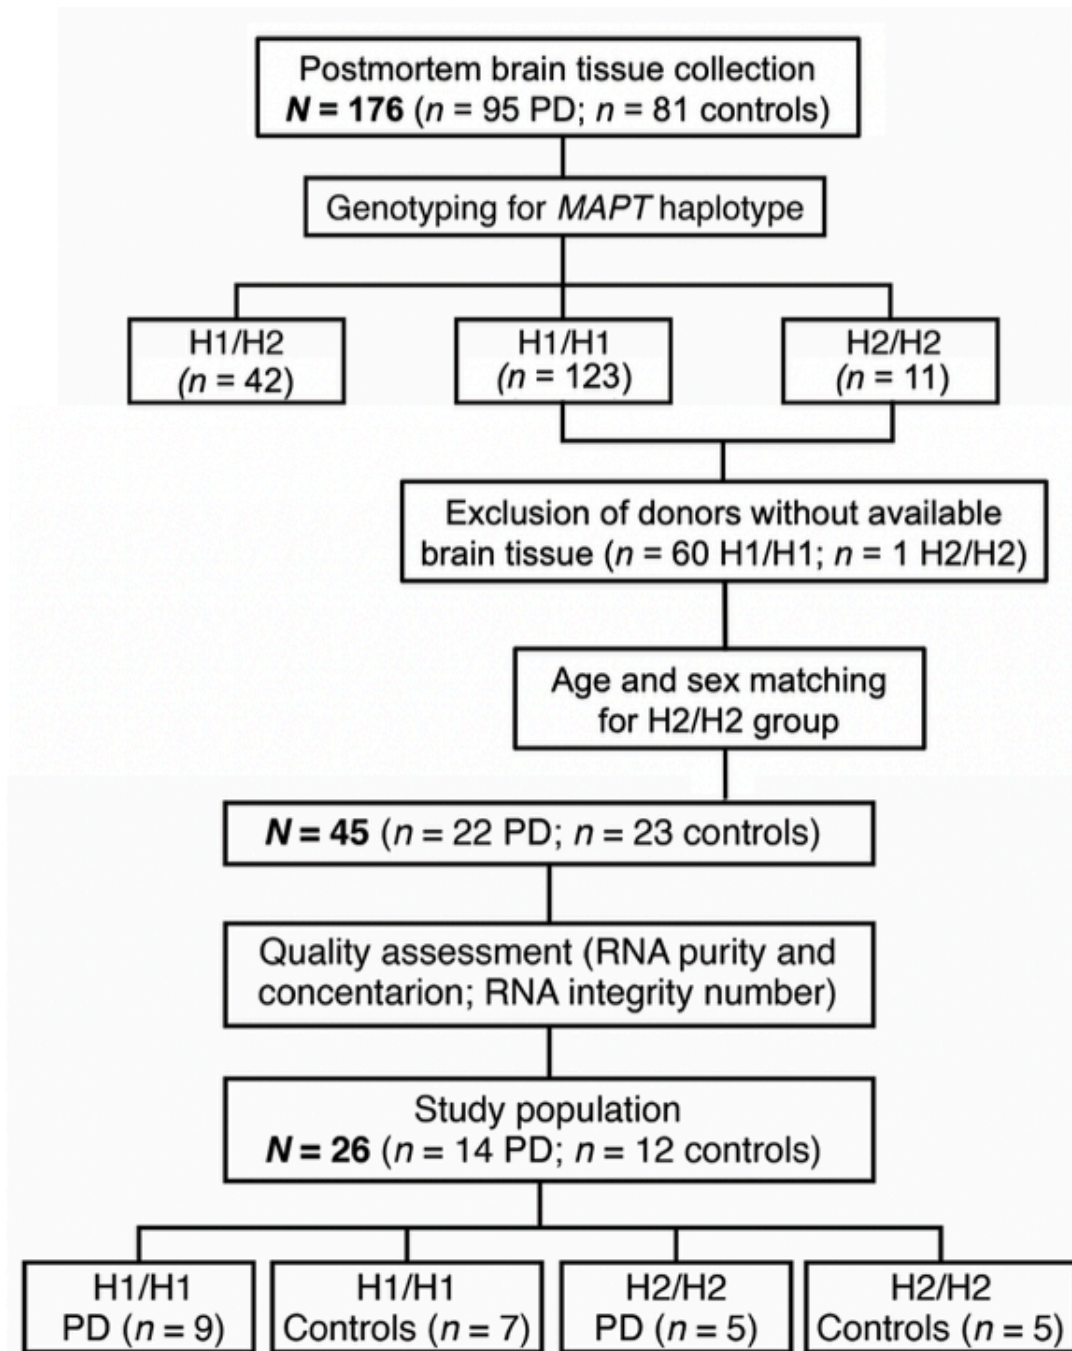 Postmortem brain tissue collection
N = 176 (n = 95 PD; n = 81 controls)
Genotyping for MAPT haplotype
H1/H2
(n = 42)
H1/H1
(n = 123)
H2/H2
(n = 11)
Exclusion of donors without available
brain tissue (n = 60 H1/H1; n = 1 H2/H2)
Age and sex matching
for H2/H2 group
N = 45 (n = 22 PD; n = 23 controls)
Quality assessment (RNA purity and
concentarion; RNA integrity number)
Study population
N = 26 (n = 14 PD; n = 12 controls)
H1/H1
PD (n = 9)
H1/H1
Controls (n = 7)
H2/H2
PD (n = 5)
H2/H2
Controls (n = 5)